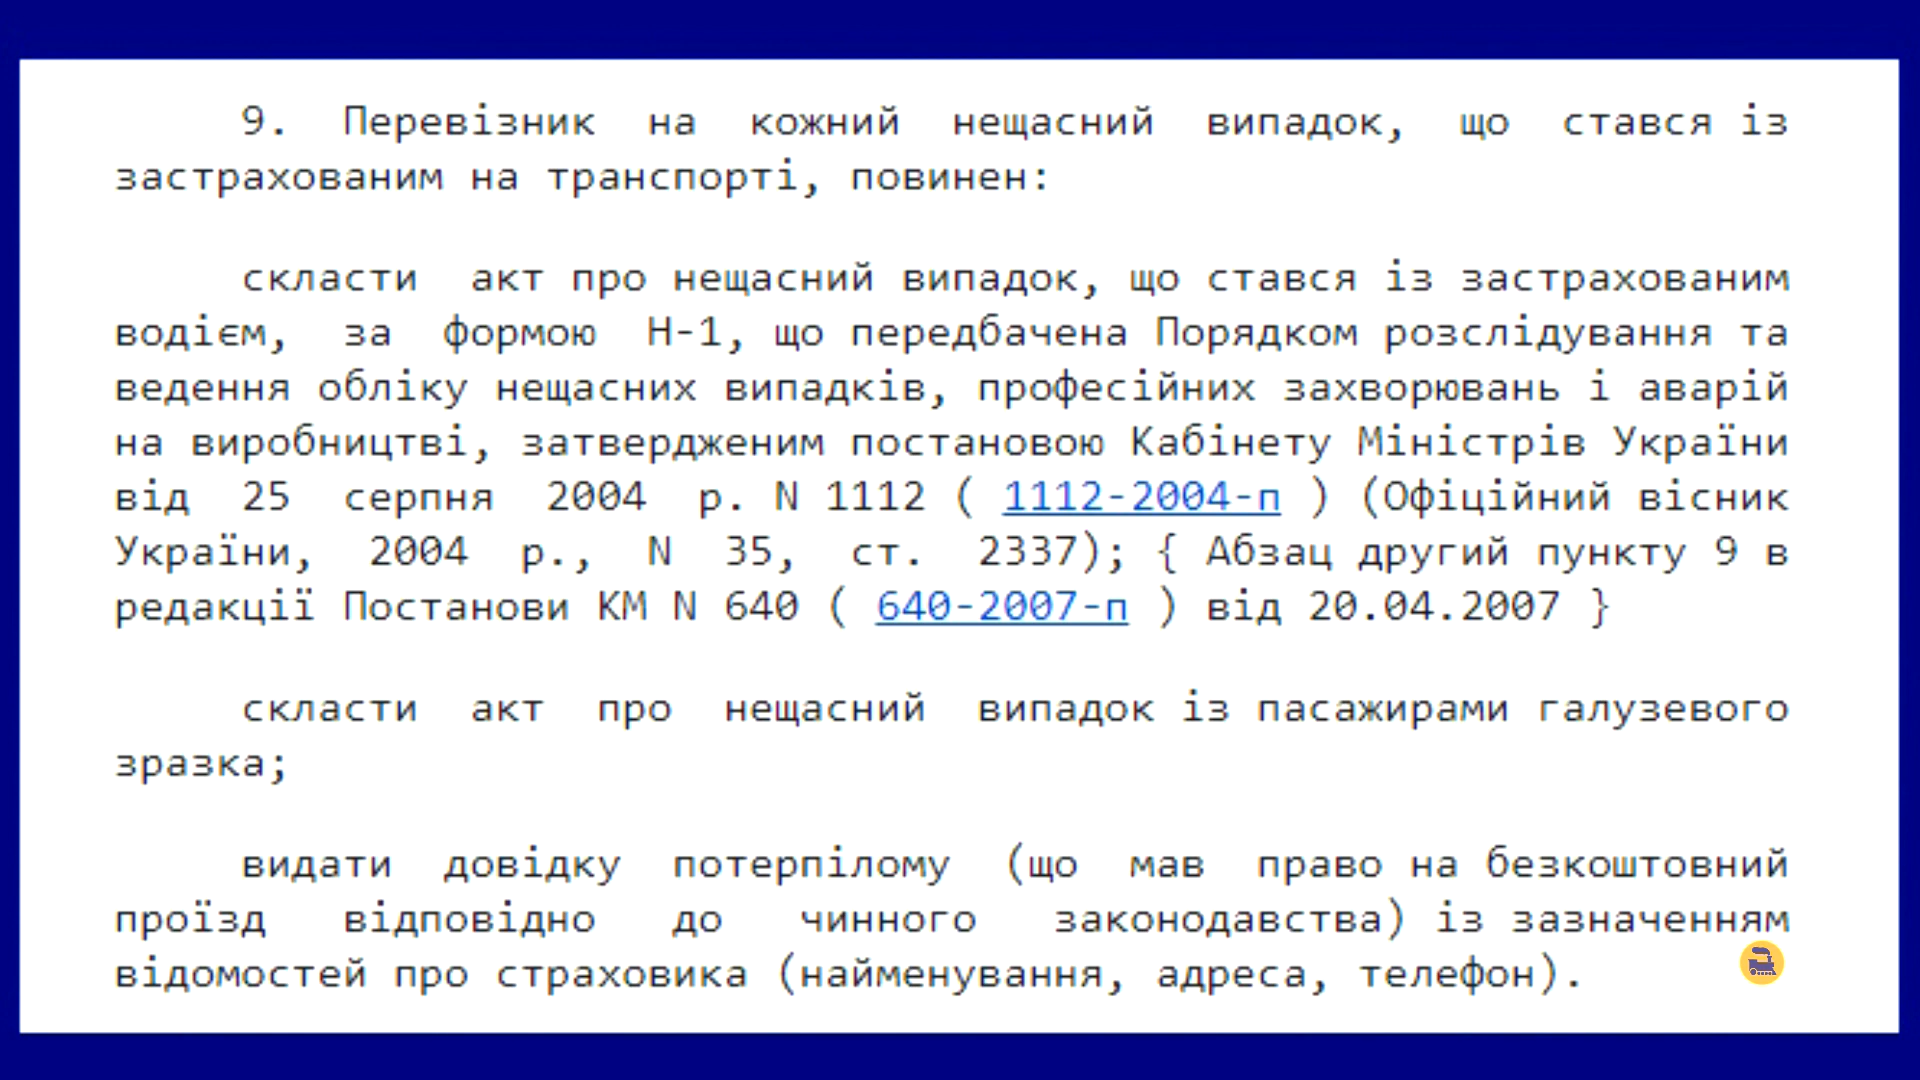 9. Перевізник на кожний нещасний випадок, що стався із
застрахованим на транспорті, повинен:
скласти акт про нещасний випадок, що стався із застрахованим
водієм, за формою Н-1, що передбачена Порядком розслідування та
ведення обліку нещасних випадків, професійних захворювань і аварій
на виробництві, затвердженим постановою Кабінету Міністрів України
від 25 серпня 2004 р. N 1112 ( 1112-2004-п ) (Офіційний вісник
України, 2004 р., N 35, ст. 2337); { Абзац другий пункту 9 в
редакції Постанови КМ N 640 ( 640-2007-п ) від 20.04.2007 }
скласти акт про нещасний випадок із пасажирами галузевого
зразка;
видати довідку потерпілому (що мав право на безкоштовний
проїзд відповідно до чинного законодавства) із зазначенням
відомостей про страховика (найменування, адреса, телефон).